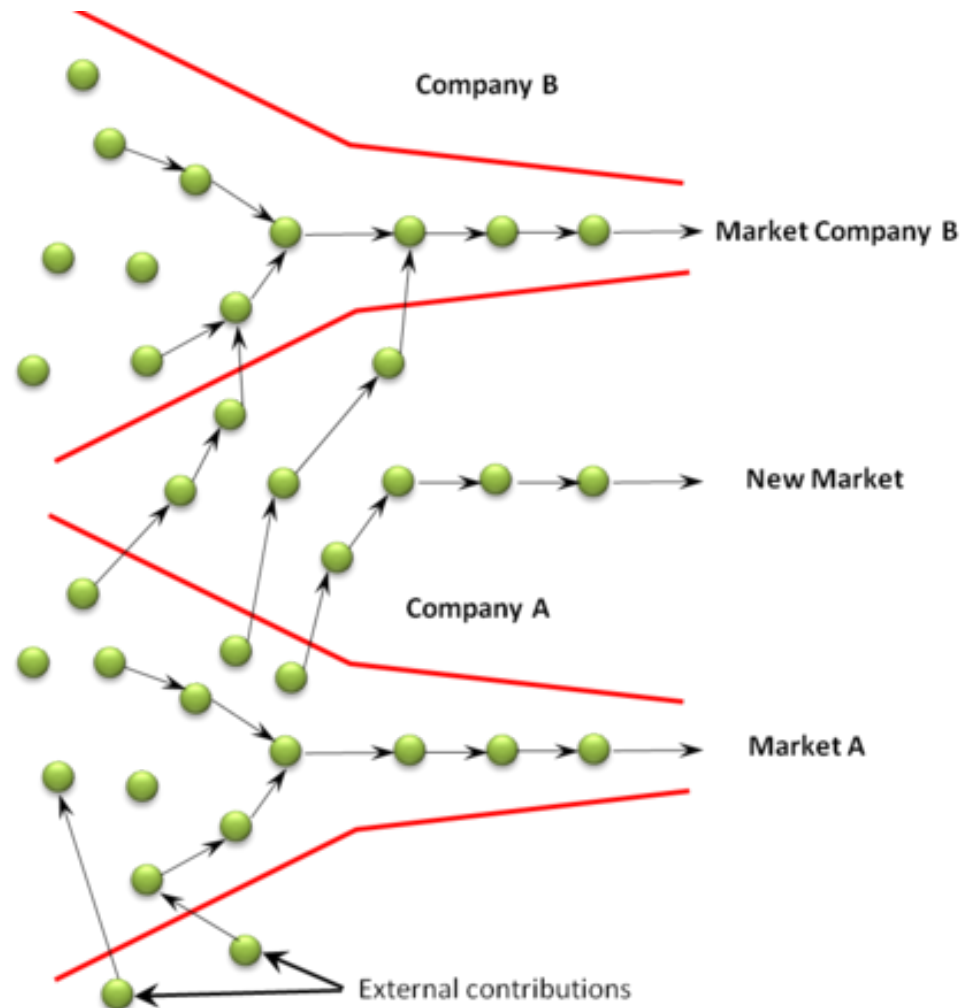 Company B
Market Company B
New Market
Company A
Market A
External contributions